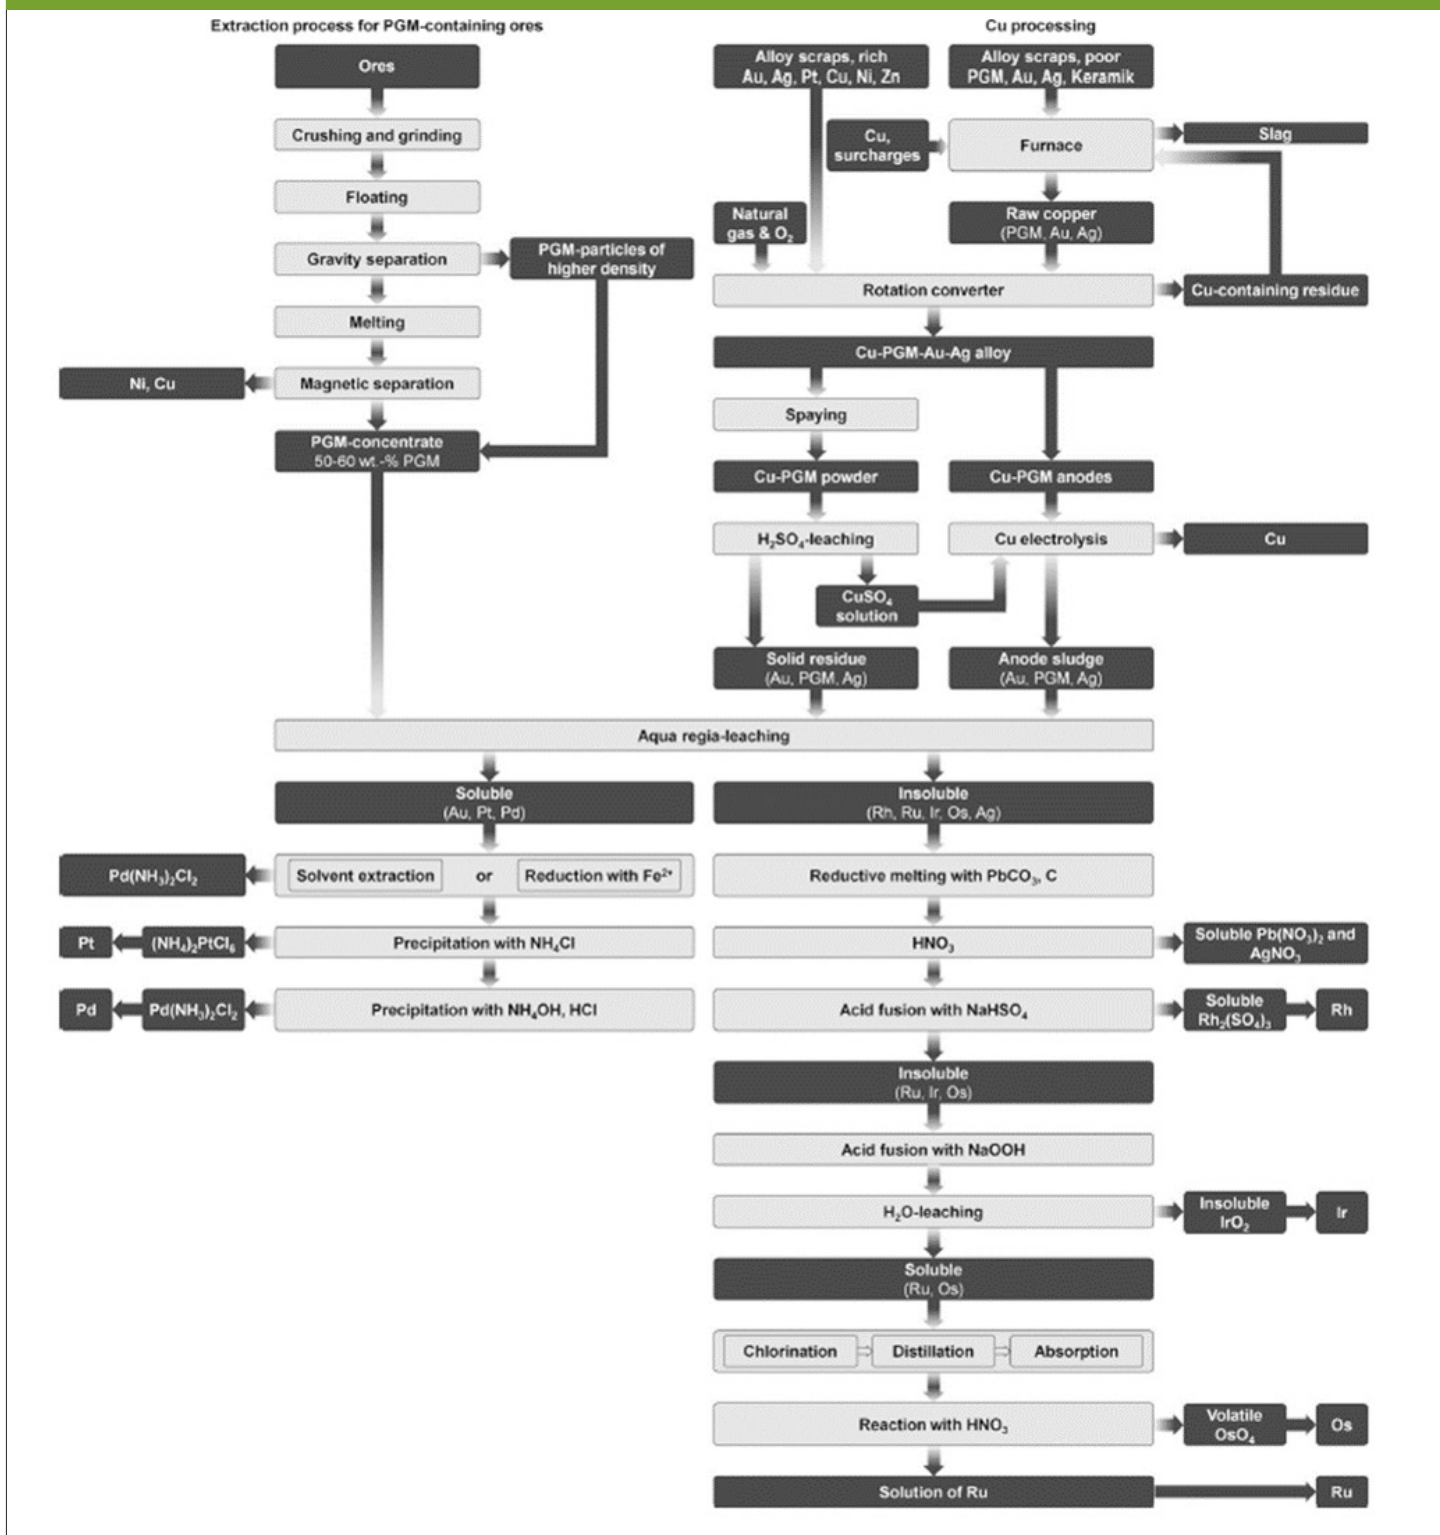 Extraction process for PGM-containing ores
Ores
Crushing and grinding
Floating
Gravity separation
PGM-particles of
higher density
Melting
Magnetic separation
Ni, Cu
PGM-concentrate
50-60 wt.-% PGM
Cu processing
Alloy scraps, rich
Au, Ag, Pt, Cu, Ni, Zn
Alloy scraps, poor
PGM, Au, Ag, Keramik
Cu,
surcharges
Furnace
Slag
Natural
gas & O₂
Raw copper
(PGM, Au, Ag)
Rotation converter
Cu-containing residue
Cu-PGM-Au-Ag alloy
Spaying
Cu-PGM powder
Cu-PGM anodes
H₂SO₄-leaching
Cu electrolysis
Cu
CuSO₄
solution
Solid residue
(Au, PGM, Ag)
Anode sludge
(Au, PGM, Ag)
Aqua regia-leaching
Soluble
(Au, Pt, Pd)
Pd(NH₃)₂Cl₂
Solvent extraction
or
Reduction with Fe²⁺
Pt
(NH₄)₂PtCl₆
Precipitation with NH₄Cl
Pd
Pd(NH₃)₂Cl₂
Precipitation with NH₄OH, HCl
Insoluble
(Rh, Ru, Ir, Os, Ag)
Reductive melting with PbCO₃, C
HNO₃
Soluble Pb(NO₃)₂ and
AgNO₃
Acid fusion with NaHSO₄
Soluble
Rh₂(SO₄)₃
Rh
Insoluble
(Ru, Ir, Os)
Acid fusion with NaOOH
H₂O-leaching
Insoluble
IrO₂
Ir
Soluble
(Ru, Os)
Chlorination
Distillation
Absorption
Reaction with HNO₃
Volatile
OsO₄
Os
Solution of Ru
Ru